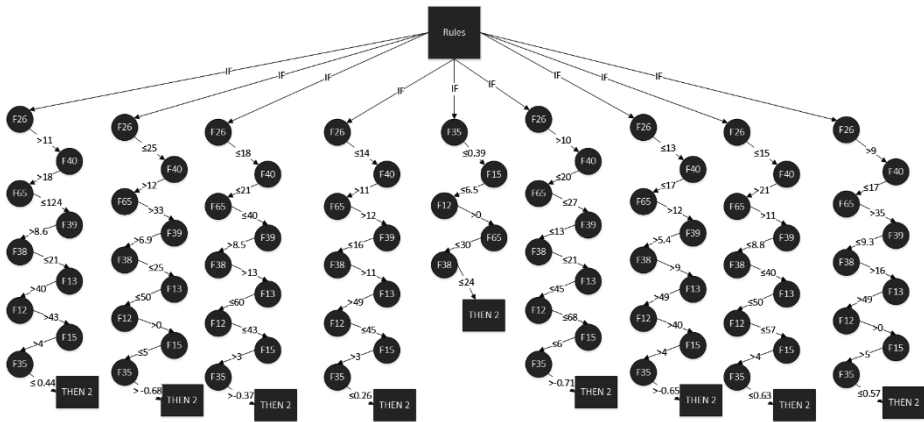 Rules
IF
F26
>11
F40
>18
F65
≤124
F39
>8.6
F38
≤21
F13
>40
F12
>43
F15
>4
F35
≤ 0.44
THEN 2
IF
F26
≤25
F40
>12
F65
>33
F39
>6.9
F38
≤25
F13
≤50
F12
>0
F15
≤5
F35
>-0.68
THEN 2
IF
F26
≤18
F40
≤21
F65
≤40
F39
>8.5
F38
>13
F13
≤60
F12
≤43
F15
>3
F35
>-0.37
THEN 2
IF
F26
≤14
F40
>11
F65
>12
F39
≤16
F38
>11
F13
>49
F12
≤45
F15
>3
F35
≤0.26
THEN 2
IF
F35
≤0.39
F15
≤6.5
F12
>0
F65
≤30
F38
≤24
THEN 2
IF
F26
>10
F40
≤20
F65
≤27
F39
≤13
F38
≤21
F13
≤45
F12
≤68
F15
≤6
F35
>-0.71
THEN 2
IF
F26
≤13
F40
≤17
F65
>12
F39
>5.4
F38
>9
F13
>49
F12
>40
F15
>4
F35
>-0.65
THEN 2
IF
F26
≤15
F40
>21
F65
>11
F39
≤8.8
F38
≤40
F13
≤50
F12
≤57
F15
>4
F35
≤0.63
THEN 2
IF
F26
>9
F40
≤17
F65
>35
F39
≤9.3
F38
>16
F13
>49
F12
>0
F15
>5
F35
≤0.57
THEN 2